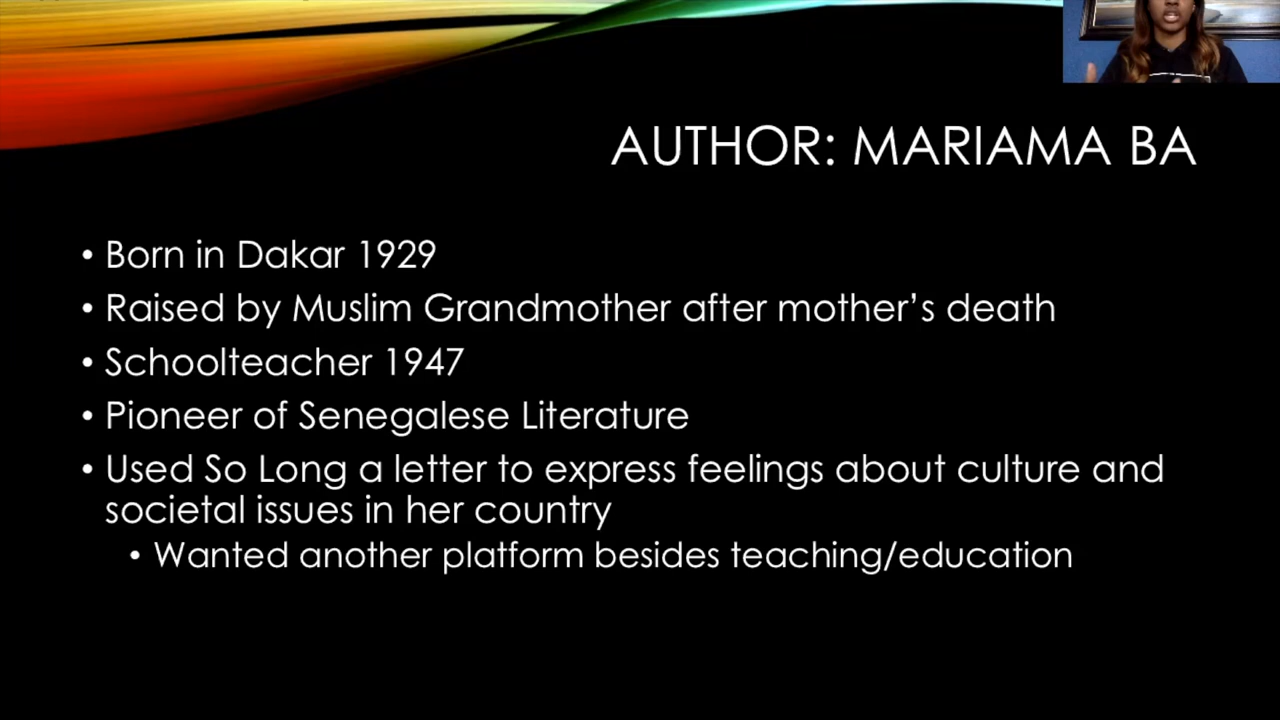 AUTHOR: MARIAMA BA
• Born in Dakar 1929
• Raised by Muslim Grandmother after mother’s death
• Schoolteacher 1947
• Pioneer of Senegalese Literature
• Used So Long a letter to express feelings about culture and
societal issues in her country
• Wanted another platform besides teaching/education